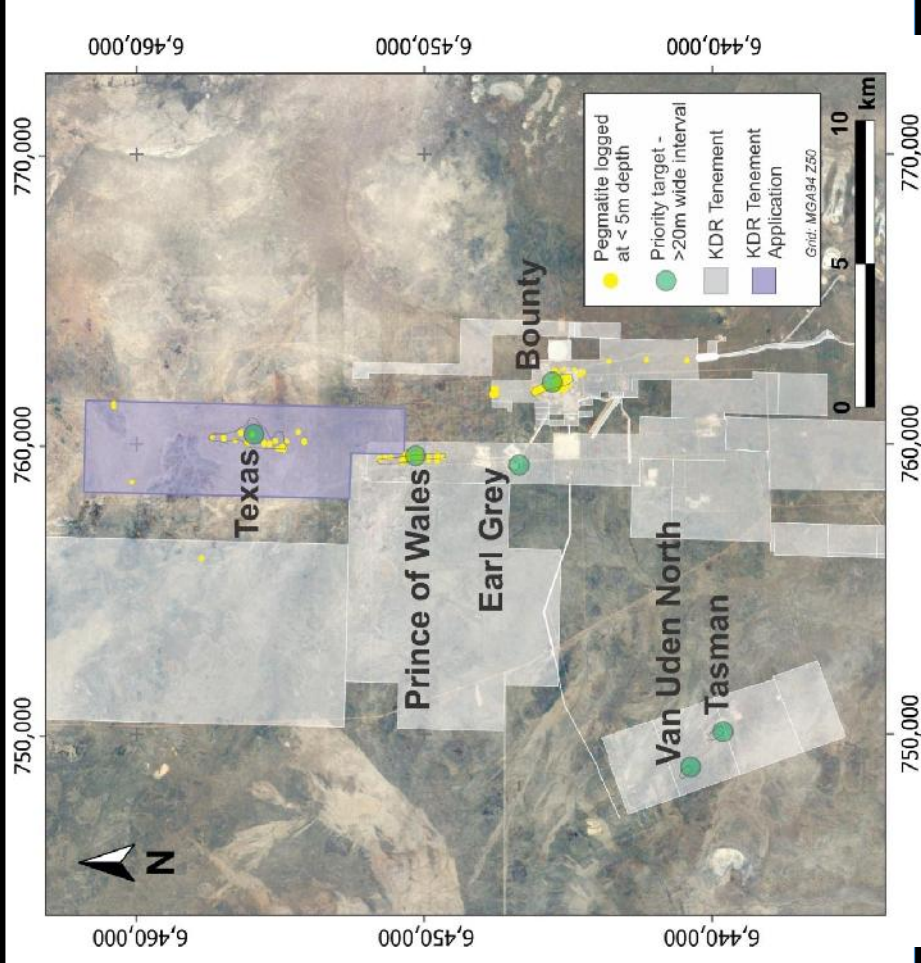 750,000
760,000
770,000
6,460,000
6,460,000
N
Texas
Prince of Wales
6,450,000
6,450,000
Earl Grey
Bounty
Pegmatite logged
at < 5m depth
Priority target -
>20m wide interval
KDR Tenement
KDR Tenement
Application
Grid: MGA94 Z50
Van Uden North
Tasman
6,440,000
6,440,000
0
5
10
km
750,000
760,000
770,000